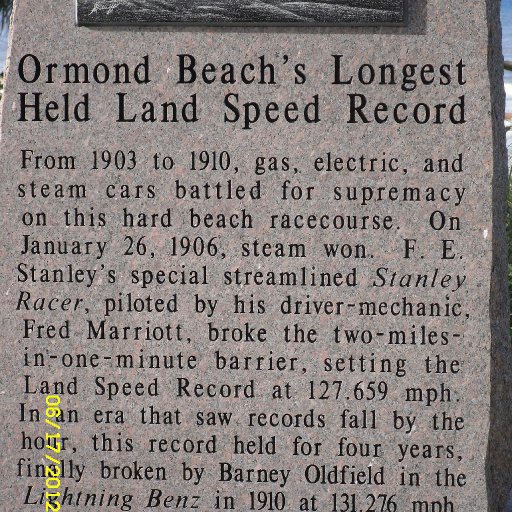 Ormond Beach's Longest
Held Land Speed Record
From 1903 to 1910, gas, electric, and
steam cars battled for supremacy
on this hard beach racecourse. On
January 26, 1906, steam won. F. E.
Stanley's special streamlined Stanley
Racer, piloted by his driver-mechanic,
Fred Marriott, broke the two-miles-
in-one-minute barrier, setting the
Land Speed Record at 127.659 mph.
In an era that saw records fall by the
hour, this record held for four years,
finally broken by Barney Oldfield in the
Lightning Benz in 1910 at 131.276 mph